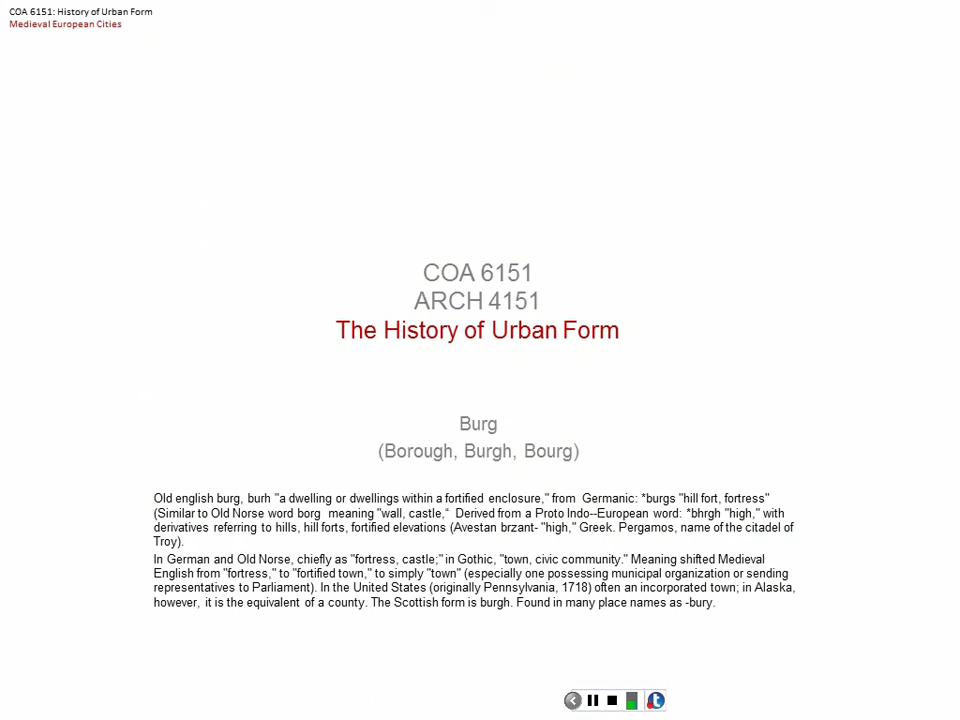 COA 6151: History of Urban Form
Medieval European Cities
COA 6151
ARCH 4151
The History of Urban Form
Burg
(Borough, Burgh, Bourg)
Old english burg, burh "a dwelling or dwellings within a fortified enclosure," from Germanic: *burgs "hill fort, fortress"
(Similar to Old Norse word borg meaning "wall, castle,“ Derived from a Proto Indo--European word: *bhrgh "high," with
derivatives referring to hills, hill forts, fortified elevations (Avestan brzant- "high," Greek. Pergamos, name of the citadel of
Troy).
In German and Old Norse, chiefly as "fortress, castle;" in Gothic, "town, civic community." Meaning shifted Medieval
English from "fortress," to "fortified town," to simply "town" (especially one possessing municipal organization or sending
representatives to Parliament). In the United States (originally Pennsylvania, 1718) often an incorporated town; in Alaska,
however, it is the equivalent of a county. The Scottish form is burgh. Found in many place names as -bury.
t